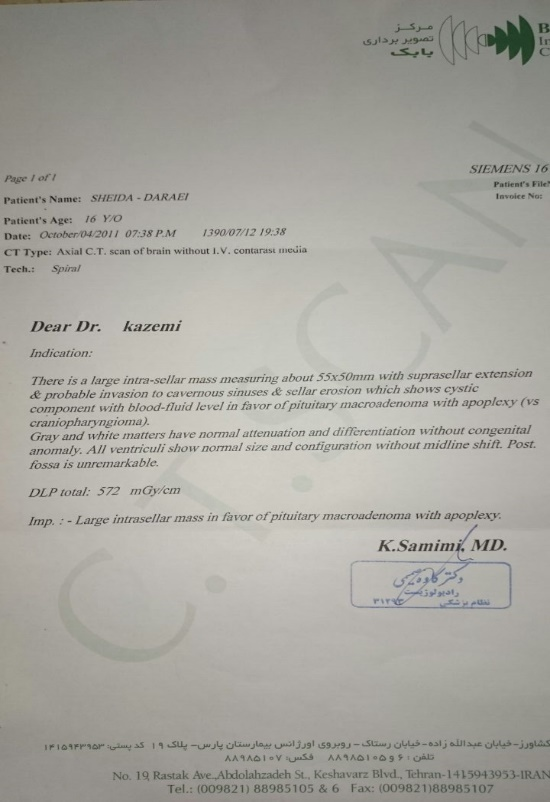 مرکز
تصویر برداری
بابک
B
In
C
Page 1 of 1
SIEMENS 16
Patient's Name: SHEIDA - DARAEI
Patient's File
Invoice No:
Patient's Age: 16 Y/O
Date: October/04/2011 07:38 P.M 1390/07/12 19:38
CT Type: Axial C.T. scan of brain without I.V. contarast media
Tech.: Spiral
C.T.SCAN
Dear Dr. kazemi
Indication:
There is a large intra-sellar mass measuring about 55x50mm with suprasellar extension
& probable invasion to cavernous sinuses & sellar erosion which shows cystic
component with blood-fluid level in favor of pituitary macroadenoma with apoplexy (vs
craniopharyngioma).
Gray and white matters have normal attenuation and differentiation without congenital
anomaly. All ventriculi show normal size and configuration without midline shift. Post.
fossa is unremarkable.
DLP total: 572 mGy/cm
Imp. : - Large intrasellar mass in favor of pituitary macroadenoma with apoplexy.
K.Samimi, MD.
دکتر کاوه صمیمی
رادیولوژیست
نظام پزشکی
کشاورز-خیابان عبدالله زاده-خیابان رستاک - روبروی اورژانس بیمارستان پارس- پلاک ۱۹ کد پستی: ۱۴۱۵۹۴۳۹۵۳
تلفن : ۶ و ۸۸۹۸۵۱۰۵ فکس: ۸۸۹۸۵۱۰۷
No. 19, Rastak Ave.,Abdolahzadeh St., Keshavarz Blvd., Tehran-1415943953-IRAN
Tel.: (009821) 88985105 & 6 Fax: (009821)88985107